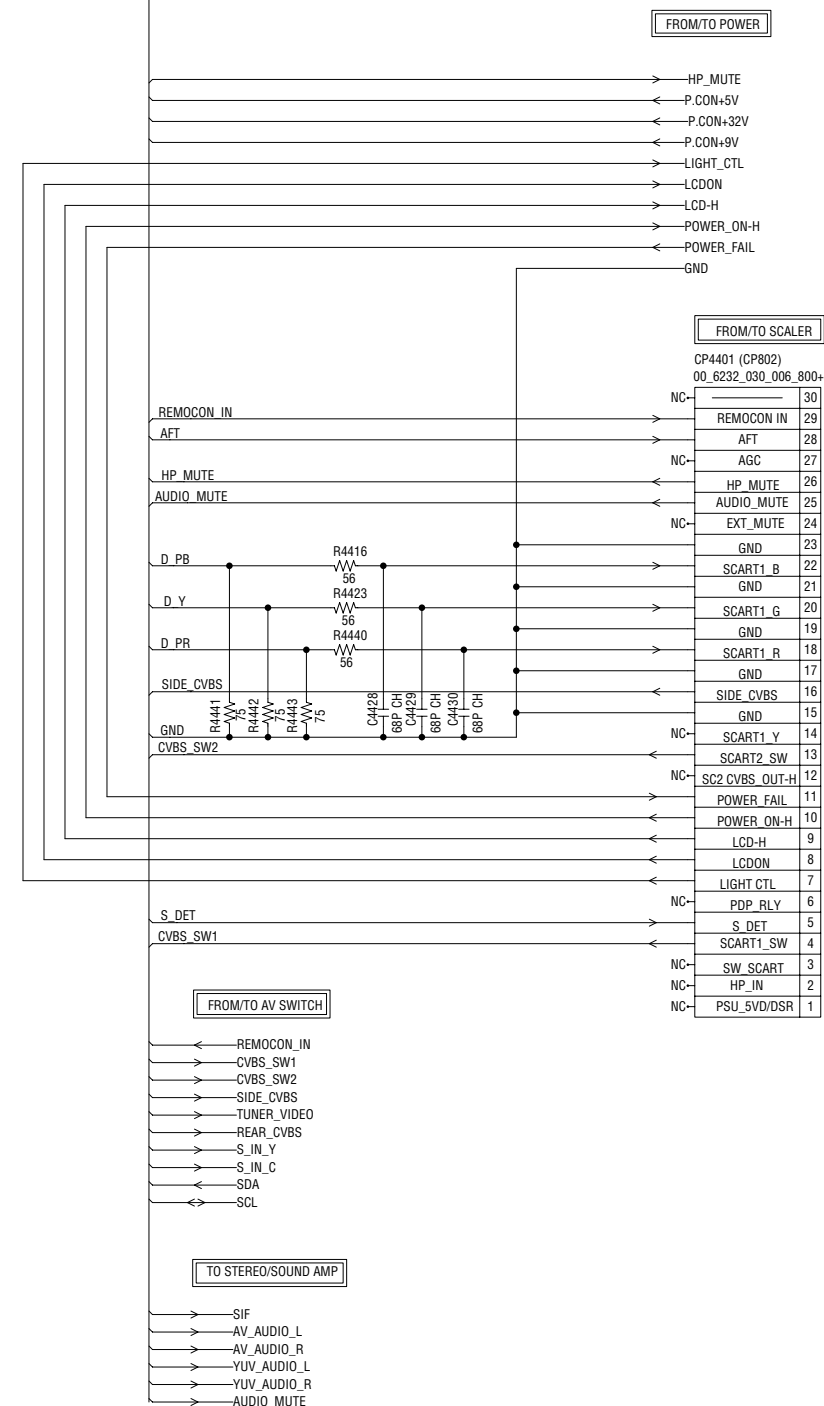 FROM/TO POWER
HP_MUTE
P.CON+5V
P.CON+32V
P.CON+9V
LIGHT_CTL
LCDON
LCD-H
POWER_ON-H
POWER_FAIL
GND
FROM/TO SCALER
CP4401 (CP802)
00_6232_030_006_800+
NC 30
REMOCON_IN REMOCON IN 29
AFT AFT 28
NC AGC 27
HP_MUTE HP_MUTE 26
AUDIO_MUTE AUDIO_MUTE 25
NC EXT_MUTE 24
GND 23
D_PB R4416 56 SCART1_B 22
GND 21
D_Y R4423 56 SCART1_G 20
GND 19
D_PR R4440 56 SCART1_R 18
GND 17
SIDE_CVBS SIDE_CVBS 16
R4441 75
R4442 75
R4443 75
C4428 68P CH
C4429 68P CH
C4430 68P CH
GND 15
GND NC SCART1_Y 14
CVBS_SW2 SCART2_SW 13
NC SC2 CVBS_OUT-H 12
POWER_FAIL 11
POWER_ON-H 10
LCD-H 9
LCDON 8
LIGHT CTL 7
NC PDP_RLY 6
S_DET S_DET 5
CVBS_SW1 SCART1_SW 4
NC SW_SCART 3
NC HP_IN 2
NC PSU_5VD/DSR 1
FROM/TO AV SWITCH
REMOCON_IN
CVBS_SW1
CVBS_SW2
SIDE_CVBS
TUNER_VIDEO
REAR_CVBS
S_IN_Y
S_IN_C
SDA
SCL
TO STEREO/SOUND AMP
SIF
AV_AUDIO_L
AV_AUDIO_R
YUV_AUDIO_L
YUV_AUDIO_R
AUDIO_MUTE